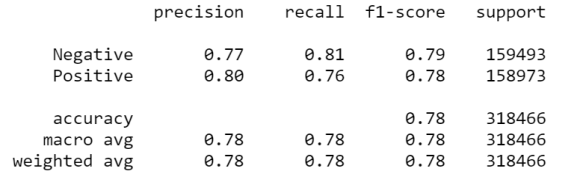 precision recall f1-score support
Negative 0.77 0.81 0.79 159493
Positive 0.80 0.76 0.78 158973
accuracy 0.78 318466
macro avg 0.78 0.78 0.78 318466
weighted avg 0.78 0.78 0.78 318466